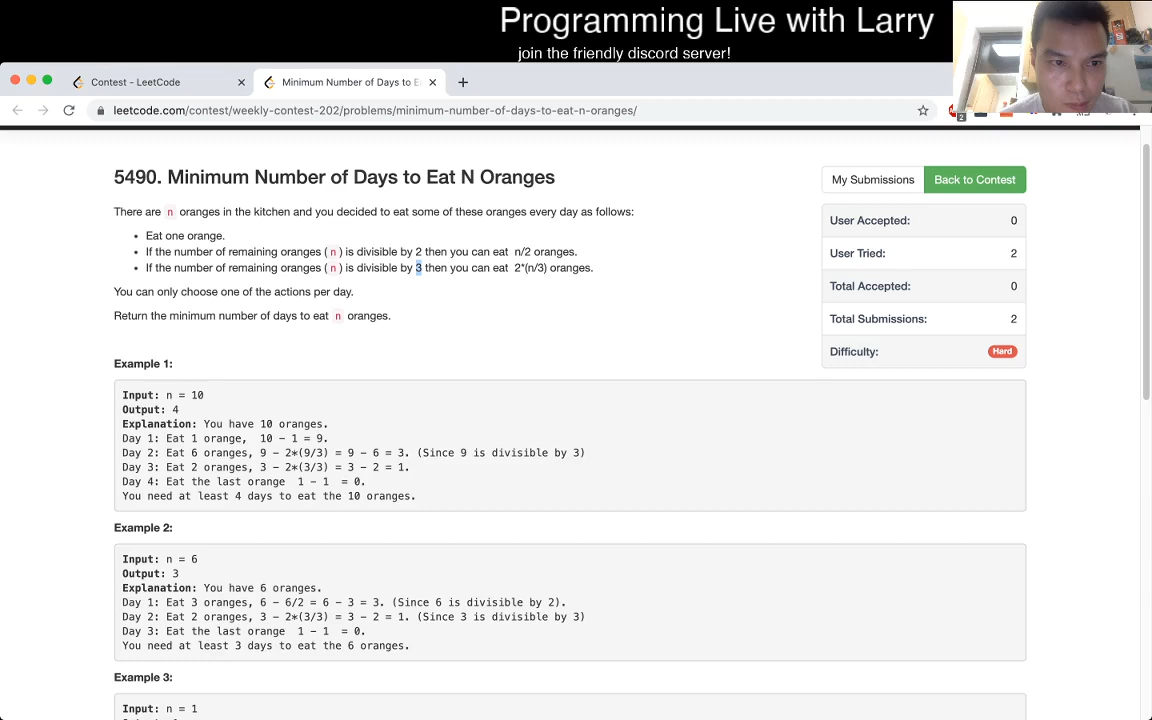 Programming Live with Larry
join the friendly discord server!
Contest - LeetCode
Minimum Number of Days to E
leetcode.com/contest/weekly-contest-202/problems/minimum-number-of-days-to-eat-n-oranges/
2
5490. Minimum Number of Days to Eat N Oranges
My Submissions
Back to Contest
There are n oranges in the kitchen and you decided to eat some of these oranges every day as follows:
• Eat one orange.
• If the number of remaining oranges (n) is divisible by 2 then you can eat n/2 oranges.
• If the number of remaining oranges (n) is divisible by 3 then you can eat 2*(n/3) oranges.
You can only choose one of the actions per day.
Return the minimum number of days to eat n oranges.
User Accepted: 0
User Tried: 2
Total Accepted: 0
Total Submissions: 2
Difficulty: Hard
Example 1:
Input: n = 10
Output: 4
Explanation: You have 10 oranges.
Day 1: Eat 1 orange,  10 - 1 = 9.
Day 2: Eat 6 oranges, 9 - 2*(9/3) = 9 - 6 = 3. (Since 9 is divisible by 3)
Day 3: Eat 2 oranges, 3 - 2*(3/3) = 3 - 2 = 1.
Day 4: Eat the last orange  1 - 1  = 0.
You need at least 4 days to eat the 10 oranges.
Example 2:
Input: n = 6
Output: 3
Explanation: You have 6 oranges.
Day 1: Eat 3 oranges, 6 - 6/2 = 6 - 3 = 3. (Since 6 is divisible by 2).
Day 2: Eat 2 oranges, 3 - 2*(3/3) = 3 - 2 = 1. (Since 3 is divisible by 3)
Day 3: Eat the last orange  1 - 1  = 0.
You need at least 3 days to eat the 6 oranges.
Example 3:
Input: n = 1